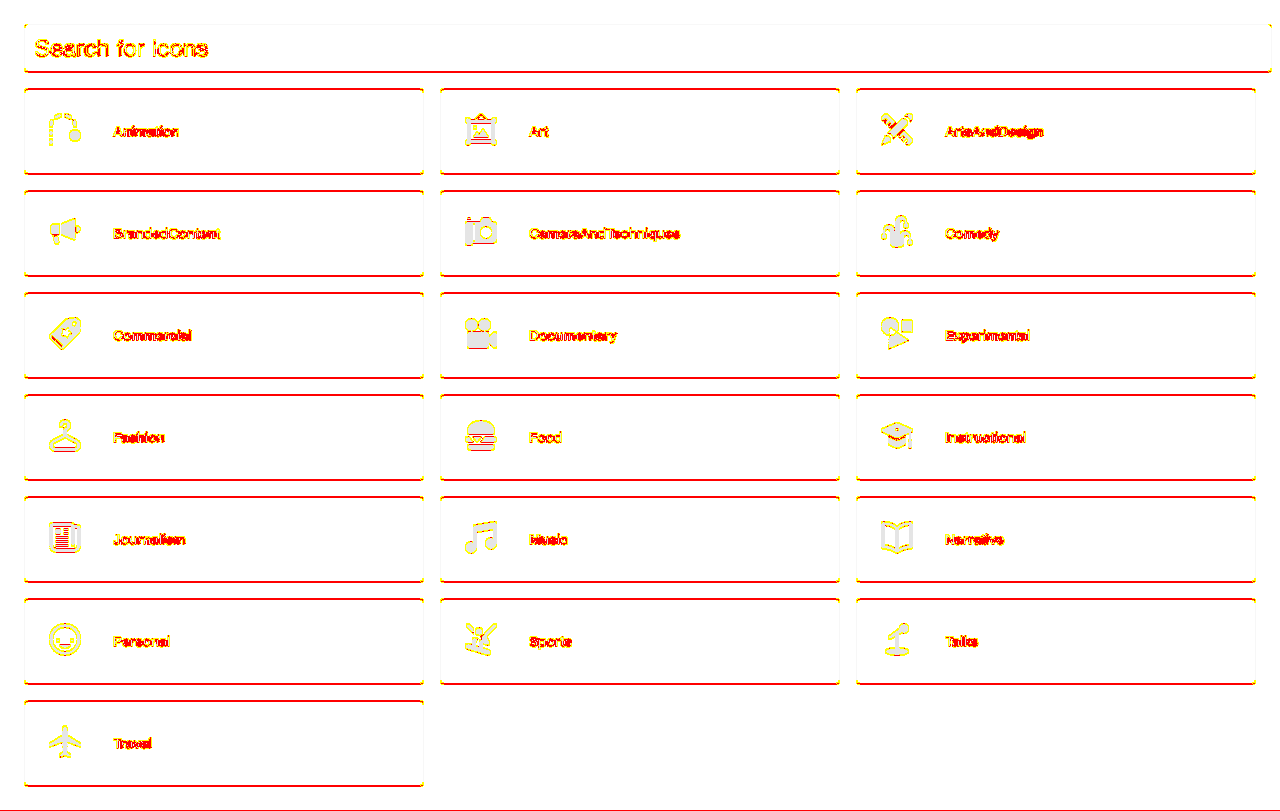 Search for icons
Animation
Art
ArtsAndDesign
BrandedContent
CameraAndTechniques
Comedy
Commercial
Documentary
Experimental
Fashion
Food
Instructional
Journalism
Music
Narrative
Personal
Sports
Talks
Travel